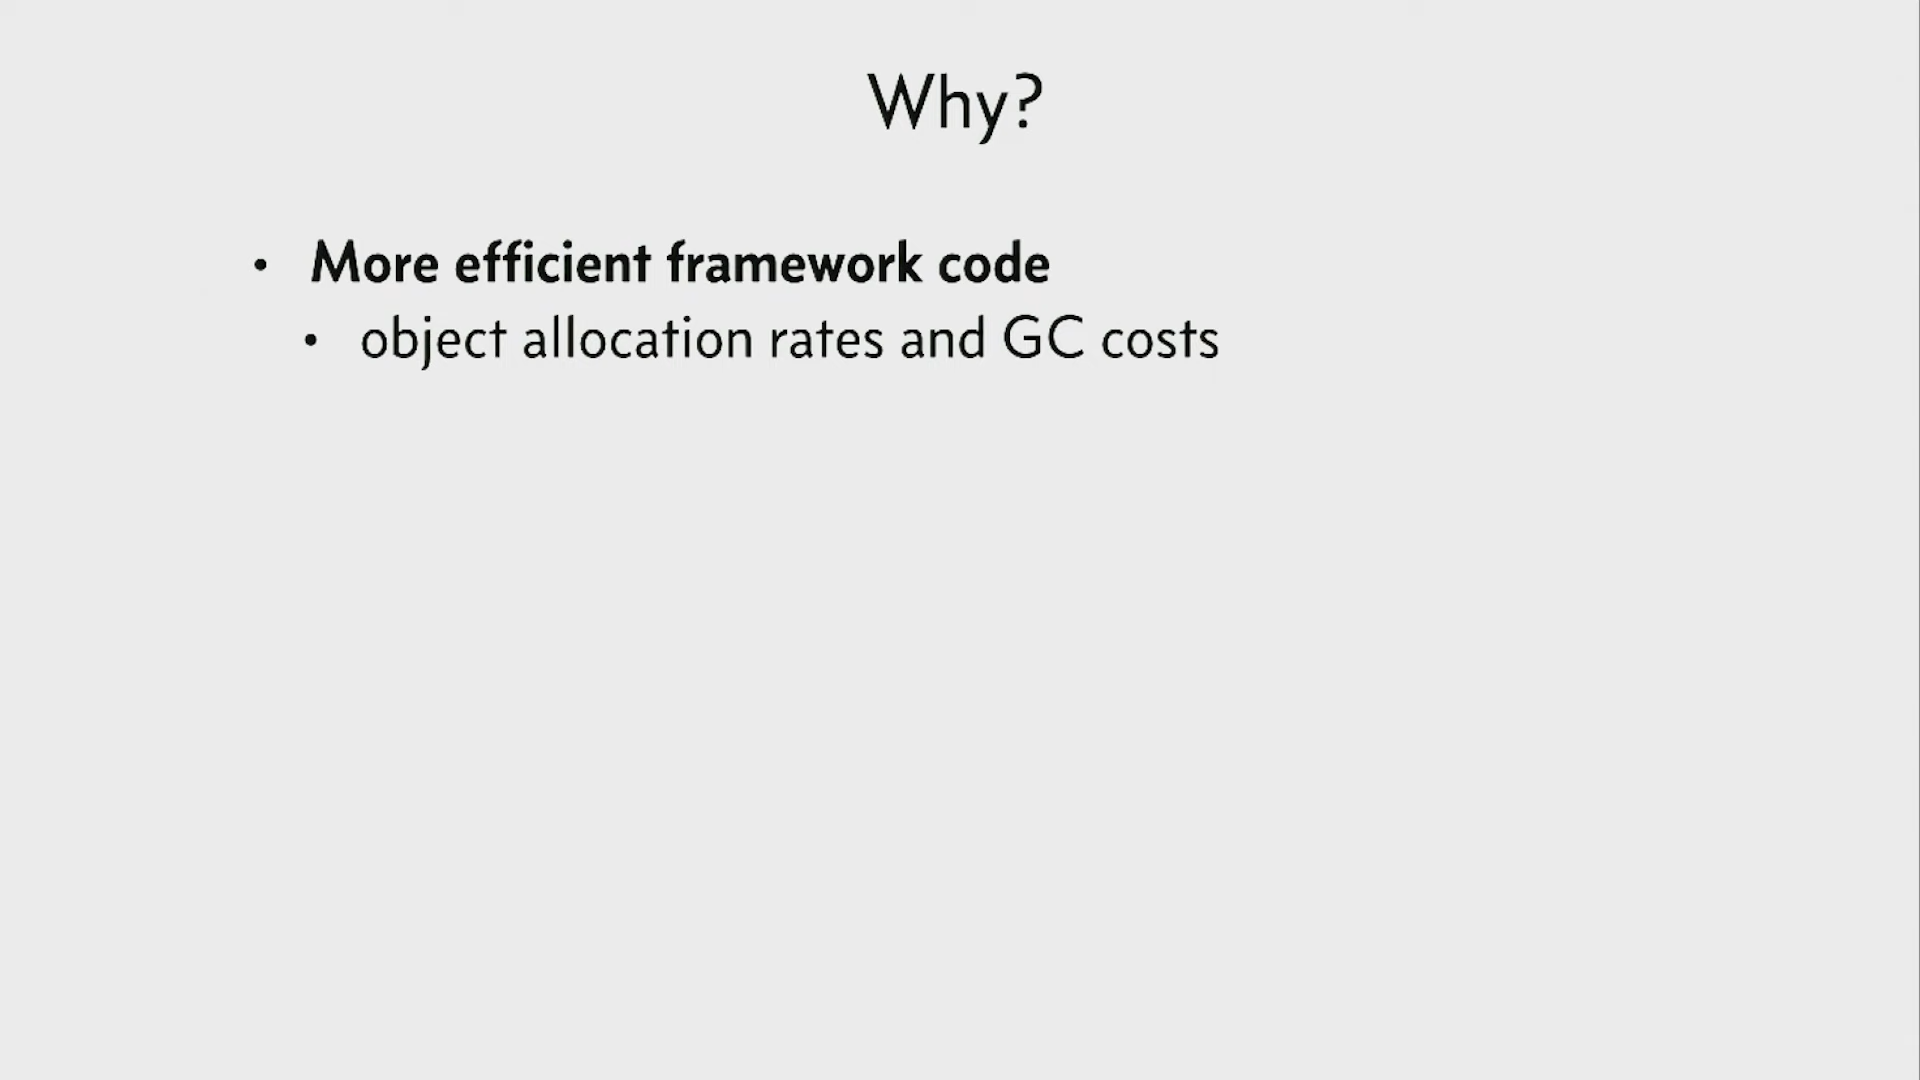 Why?
• More efficient framework code
• object allocation rates and GC costs